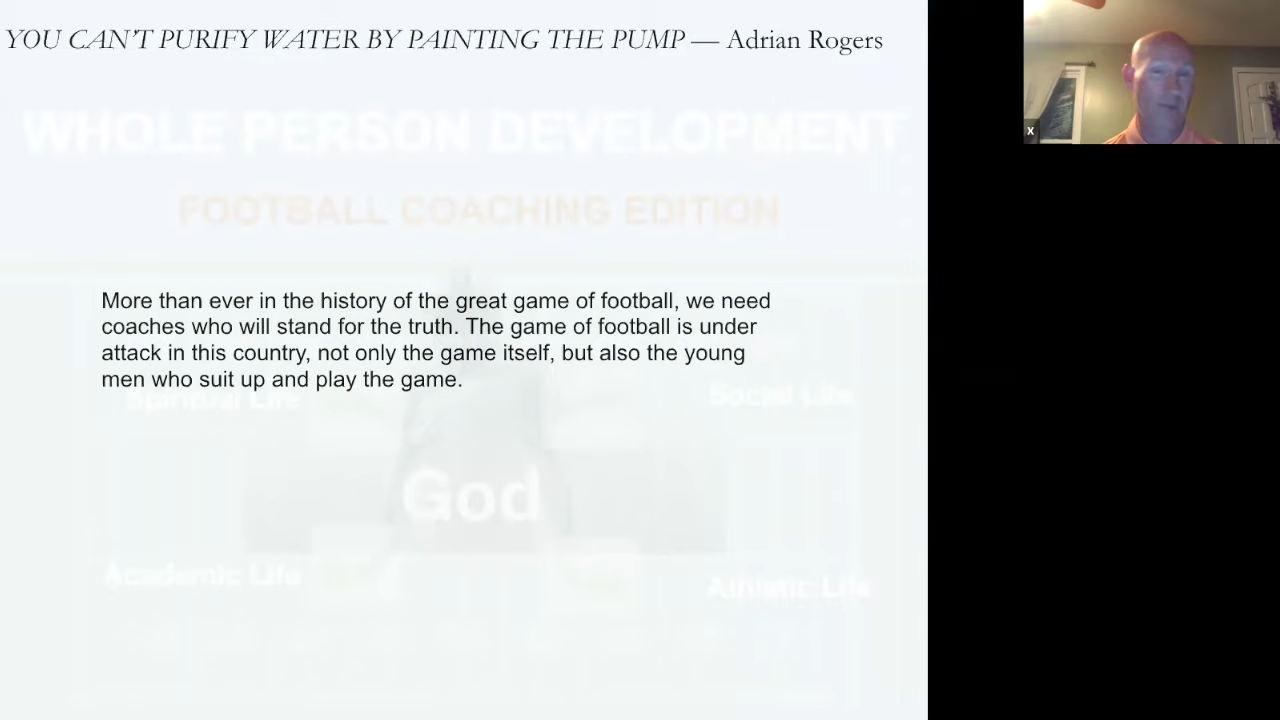 YOU CAN'T PURIFY WATER BY PAINTING THE PUMP — Adrian Rogers
WHOLE PERSON DEVELOPMENT
FOOTBALL COACHING EDITION
More than ever in the history of the great game of football, we need
coaches who will stand for the truth. The game of football is under
attack in this country, not only the game itself, but also the young
men who suit up and play the game.
Spiritual Life
Social Life
God
Academic Life
Athletic Life
X